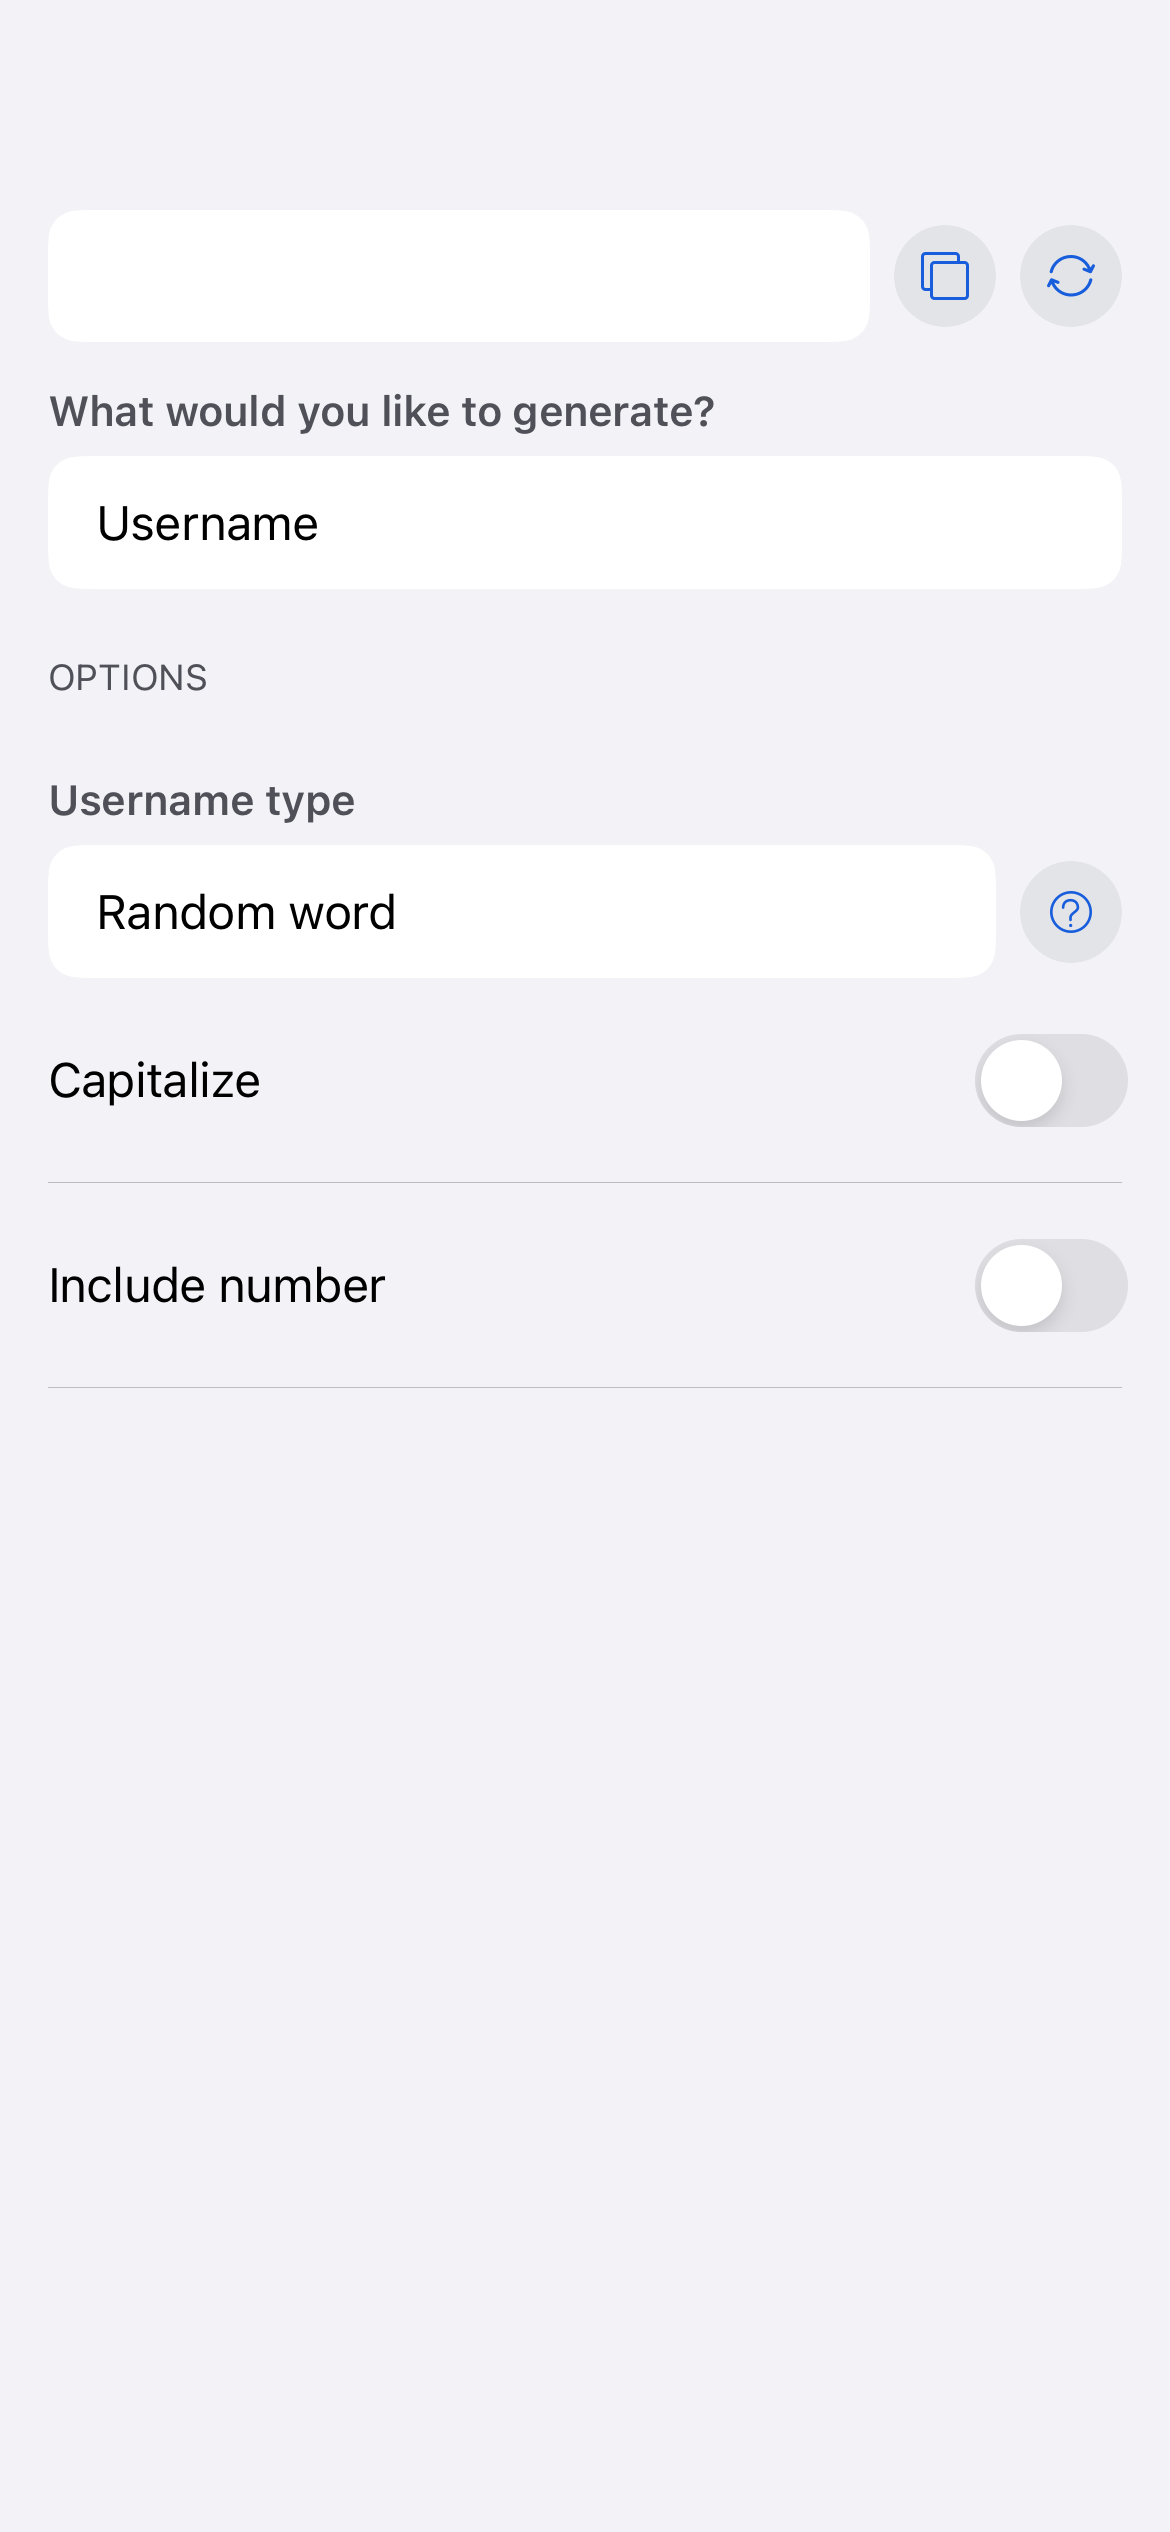 What would you like to generate?
Username
OPTIONS
Username type
Random word
Capitalize
Include number